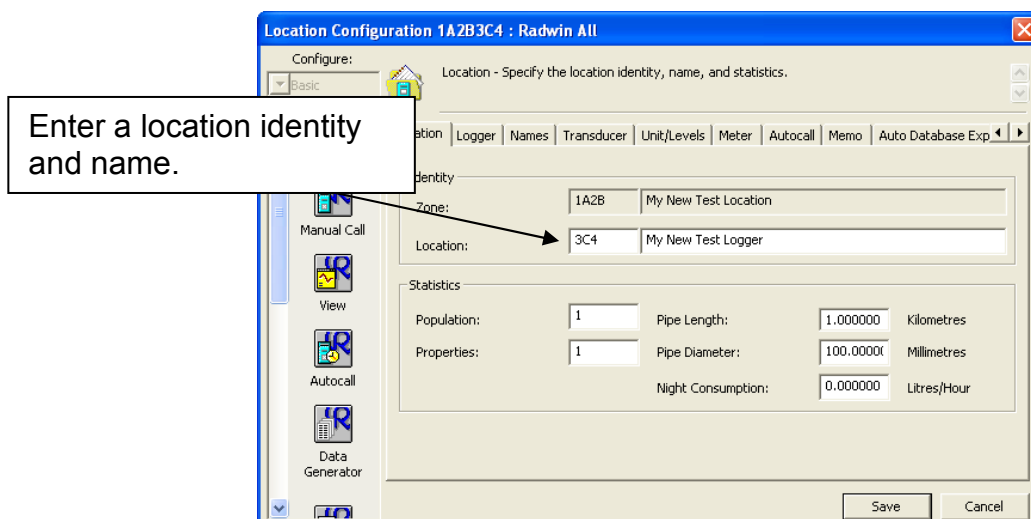 Location Configuration 1A2B3C4 : Radwin All
Configure:
Basic
Location - Specify the location identity, name, and statistics.
Enter a location identity
and name.
ation Logger Names Transducer Unit/Levels Meter Autocall Memo Auto Database Exp
dentity
Zone: 1A2B My New Test Location
Manual Call
Location: 3C4 My New Test Logger
View
Statistics
Population: 1 Pipe Length: 1.000000 Kilometres
Properties: 1 Pipe Diameter: 100.0000( Millimetres
Autocall
Night Consumption: 0.000000 Litres/Hour
Data
Generator
Save Cancel